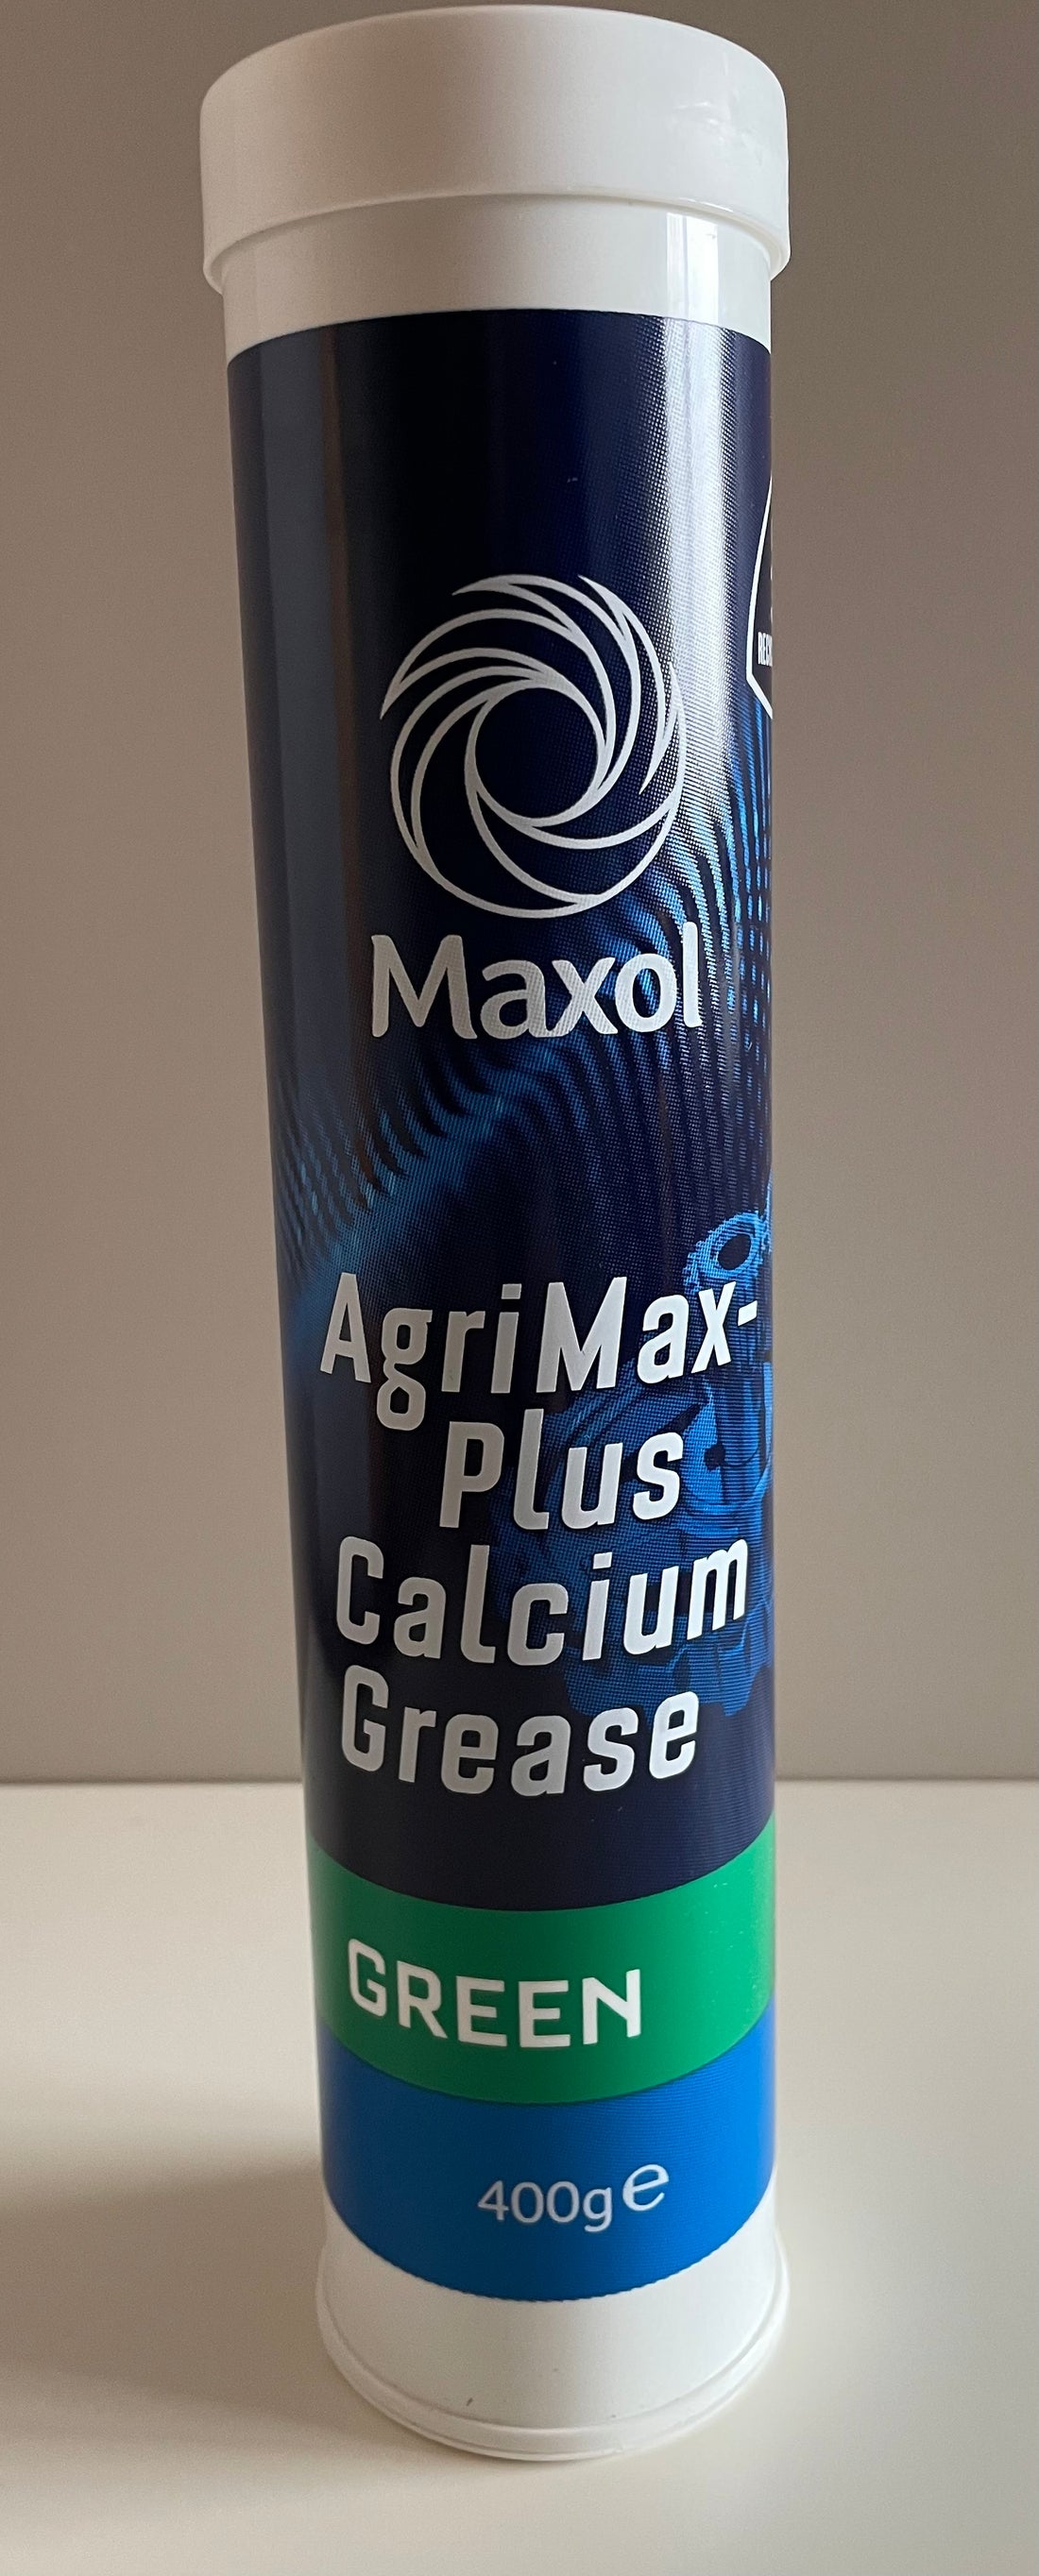 Maxol
AgriMax-
Plus
Calcium
Grease
GREEN
400g e